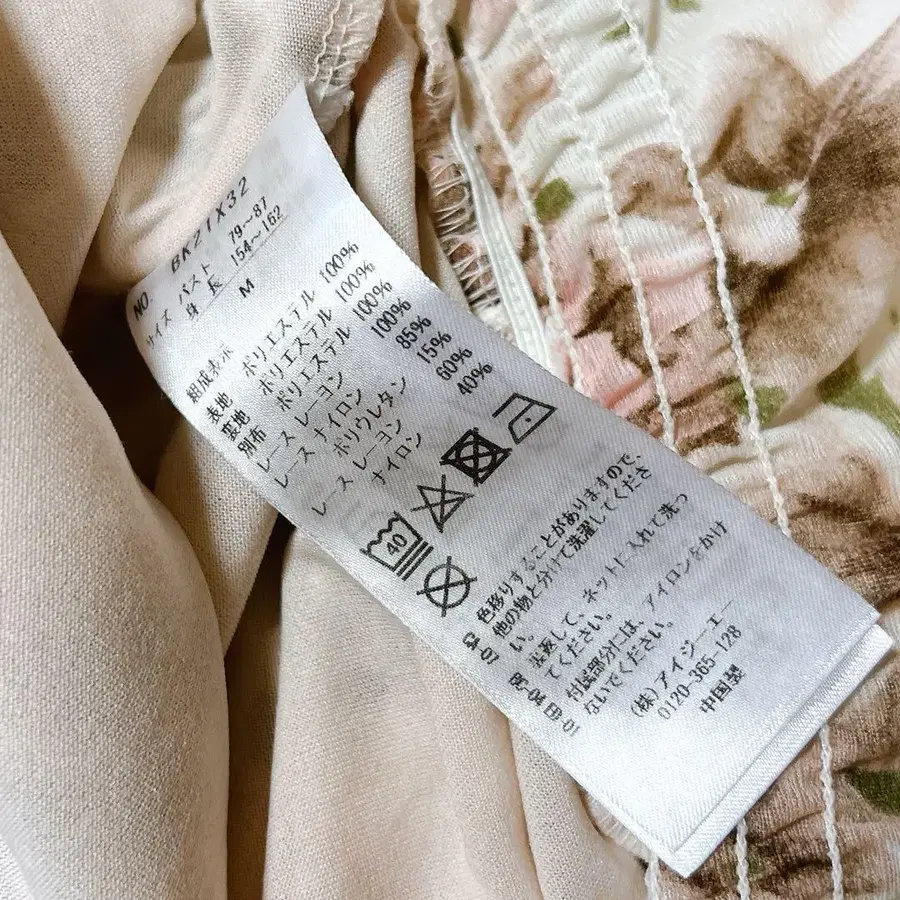 NO. BK21X32
サイズ バスト 79～87
身 長 154～162
M
組成表示
表地 ポリエステル 100%
裏地 ポリエステル 100%
別布 ポリエステル 100%
レース レーヨン 100%
レース ナイロン 85%
ポリウレタン 15%
レース レーヨン 60%
ナイロン 40%
40
色移りすることがありますので、
他の物と分けて洗濯してくださ
い。
裏返して、ネットに入れて洗っ
てください。
付属部分には、アイロンをかけ
ないでください。
(株)アイジーエー
0120-365-128
中国製